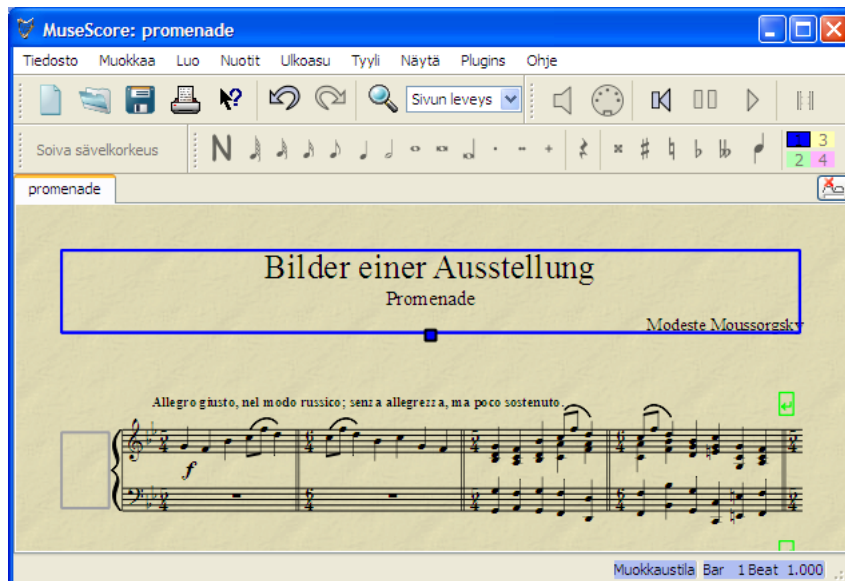 MuseScore: promenade
Tiedosto Muokkaa Luo Nuotit Ulkoasu Tyyli Näytä Plugins Ohje
Sivun leveys
Soiva sävelkorkeus
N
1 3
2 4
promenade
Bilder einer Ausstellung
Promenade
Modeste Moussorgsky
Allegro giusto, nel modo russico; senza allegrezza, ma poco sostenuto.
f
Muokkaustila Bar 1 Beat 1.000